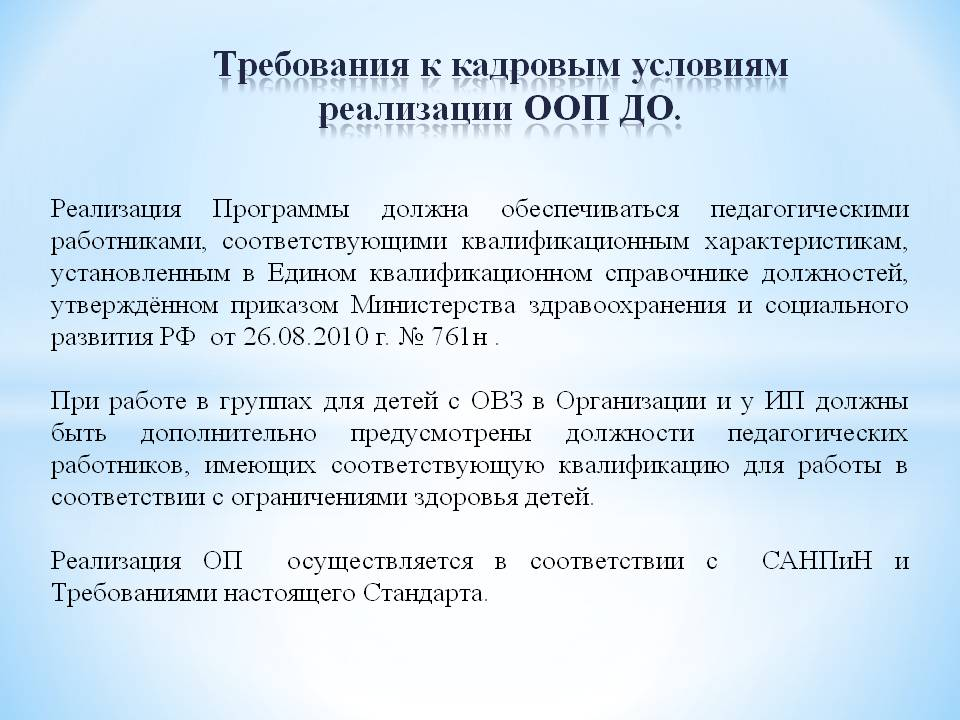 Требования к кадровым условиям
реализации ООП ДО.
Реализация Программы должна обеспечиваться педагогическими
работниками, соответствующими квалификационным характеристикам,
установленным в Едином квалификационном справочнике должностей,
утверждённом приказом Министерства здравоохранения и социального
развития РФ от 26.08.2010 г. № 761н .
При работе в группах для детей с ОВЗ в Организации и у ИП должны
быть дополнительно предусмотрены должности педагогических
работников, имеющих соответствующую квалификацию для работы в
соответствии с ограничениями здоровья детей.
Реализация ОП осуществляется в соответствии с САНПиН и
Требованиями настоящего Стандарта.